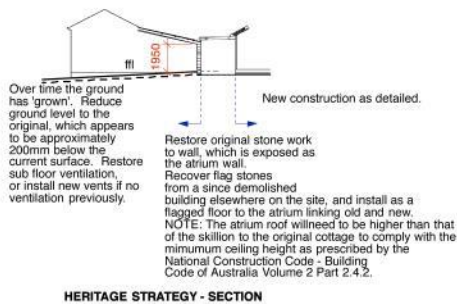 1950
ffl
Over time the ground
has 'grown'. Reduce
ground level to the
original, which appears
to be approximately
200mm below the
current surface. Restore
sub floor ventilation,
or install new vents if no
ventilation previously.
New construction as detailed.
Restore original stone work
to wall, which is exposed as
the atrium wall.
Recover flag stones
from a since demolished
building elsewhere on the site, and install as a
flagged floor to the atrium linking old and new.
NOTE: The atrium roof willneed to be higher than that
of the skillion to the original cottage to comply with the
mimumum ceiling height as prescribed by the
National Construction Code - Building
Code of Australia Volume 2 Part 2.4.2.
HERITAGE STRATEGY - SECTION